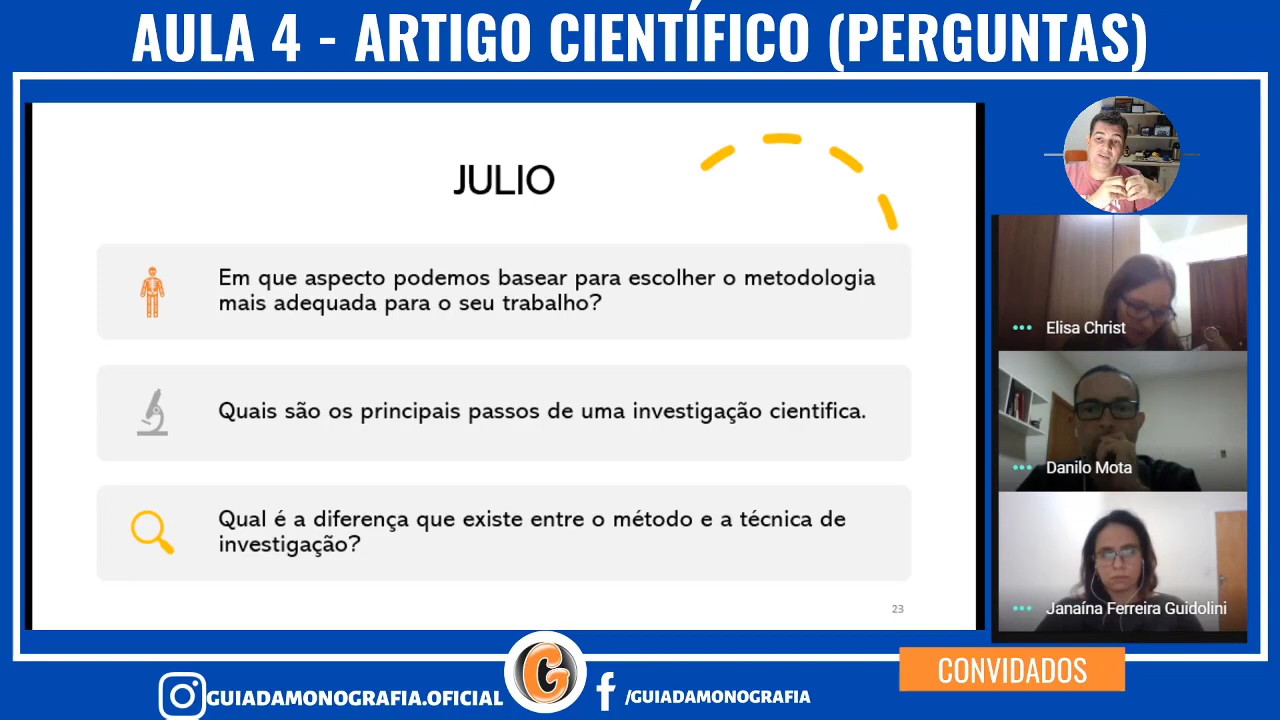 AULA 4 - ARTIGO CIENTÍFICO (PERGUNTAS)
JULIO
Em que aspecto podemos basear para escolher o metodologia
mais adequada para o seu trabalho?
Quais são os principais passos de uma investigação cientifica.
Qual é a diferença que existe entre o método e a técnica de
investigação?
23
Elisa Christ
Danilo Mota
Janaína Ferreira Guidolini
CONVIDADOS
GUIADAMONOGRAFIA.OFICIAL
G
/GUIADAMONOGRAFIA